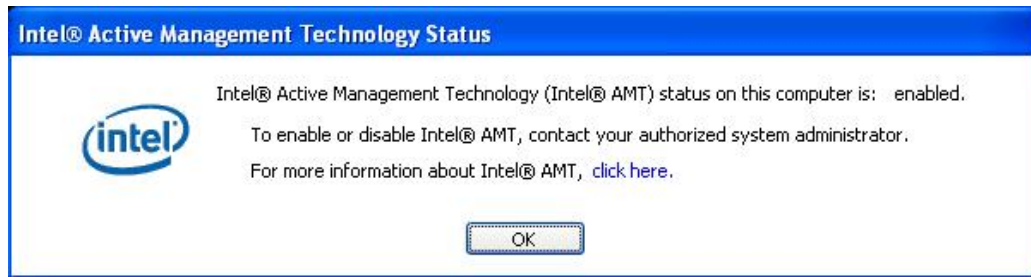 Intel® Active Management Technology Status
Intel® Active Management Technology (Intel® AMT) status on this computer is: enabled.
intel
To enable or disable Intel® AMT, contact your authorized system administrator.
For more information about Intel® AMT, click here.
OK